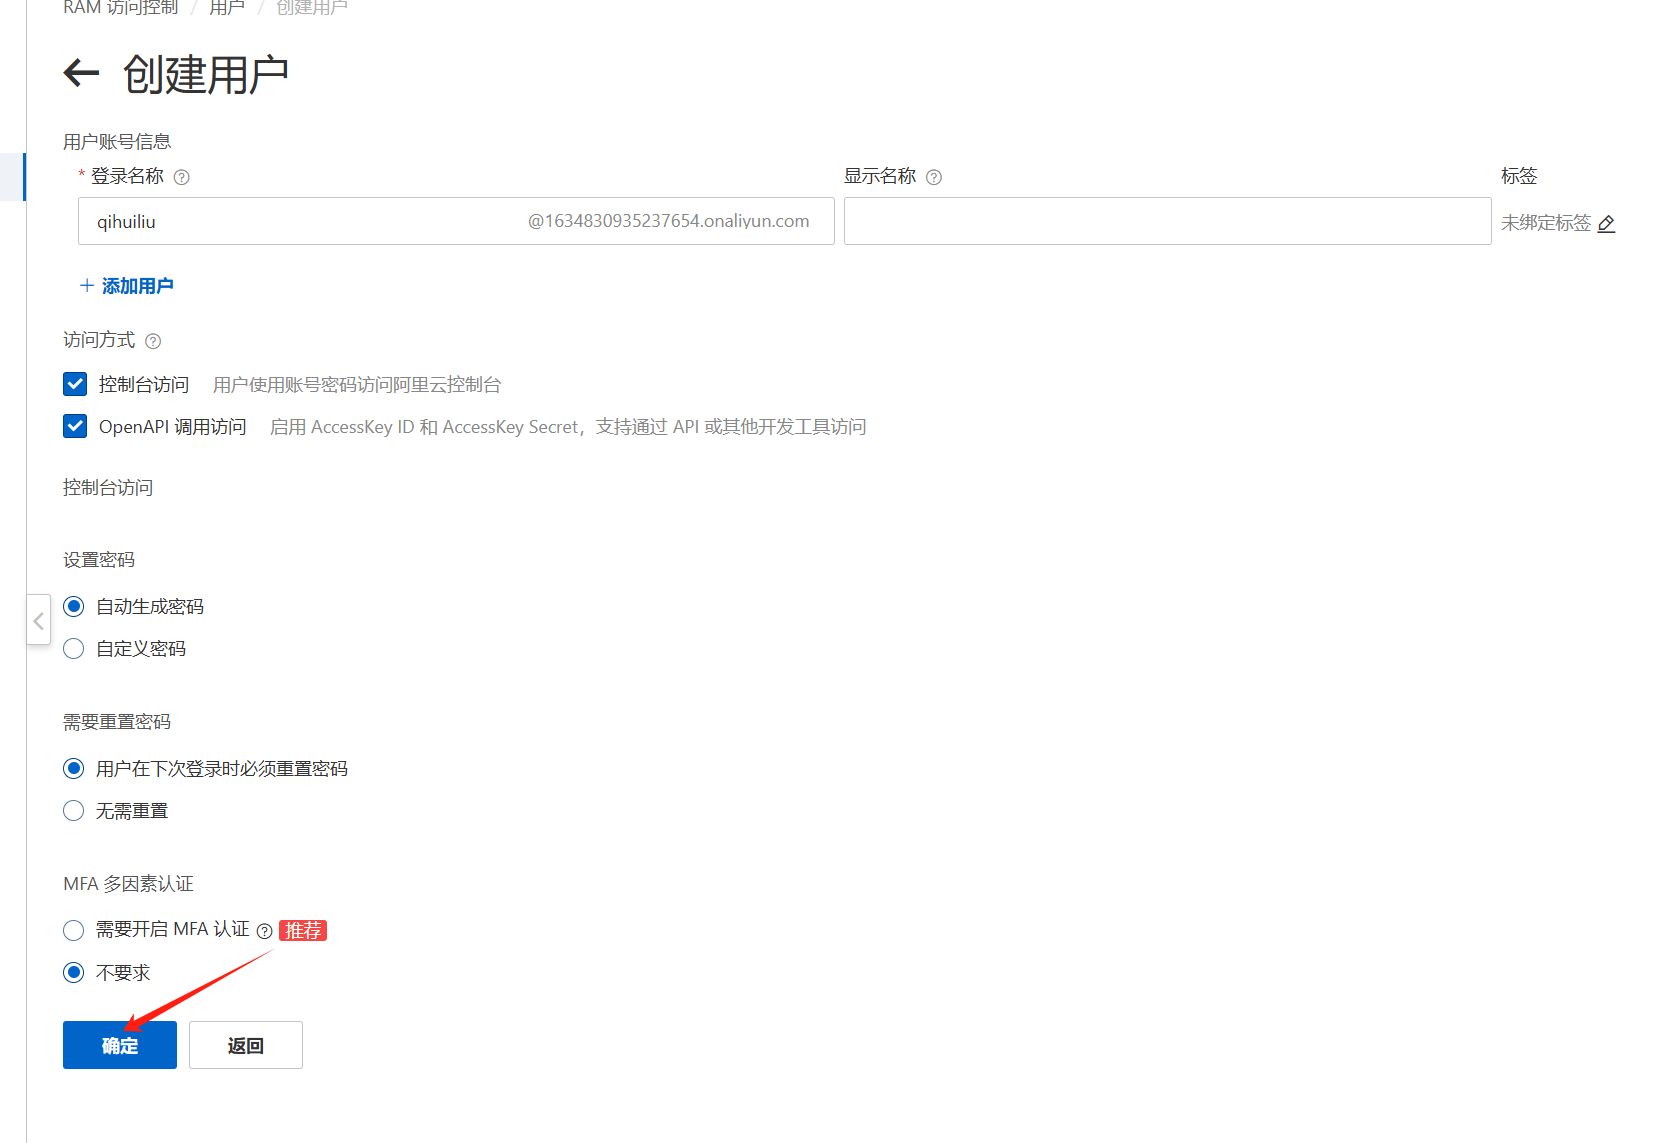 RAM 访问控制 / 用户 / 创建用户
创建用户
用户账号信息
* 登录名称 显示名称 标签
qihuiliu @1634830935237654.onaliyun.com 未绑定标签
+ 添加用户
访问方式
控制台访问 用户使用账号密码访问阿里云控制台
OpenAPI 调用访问 启用 AccessKey ID 和 AccessKey Secret，支持通过 API 或其他开发工具访问
控制台访问
设置密码
自动生成密码
自定义密码
需要重置密码
用户在下次登录时必须重置密码
无需重置
MFA 多因素认证
需要开启 MFA 认证 推荐
不要求
确定 返回